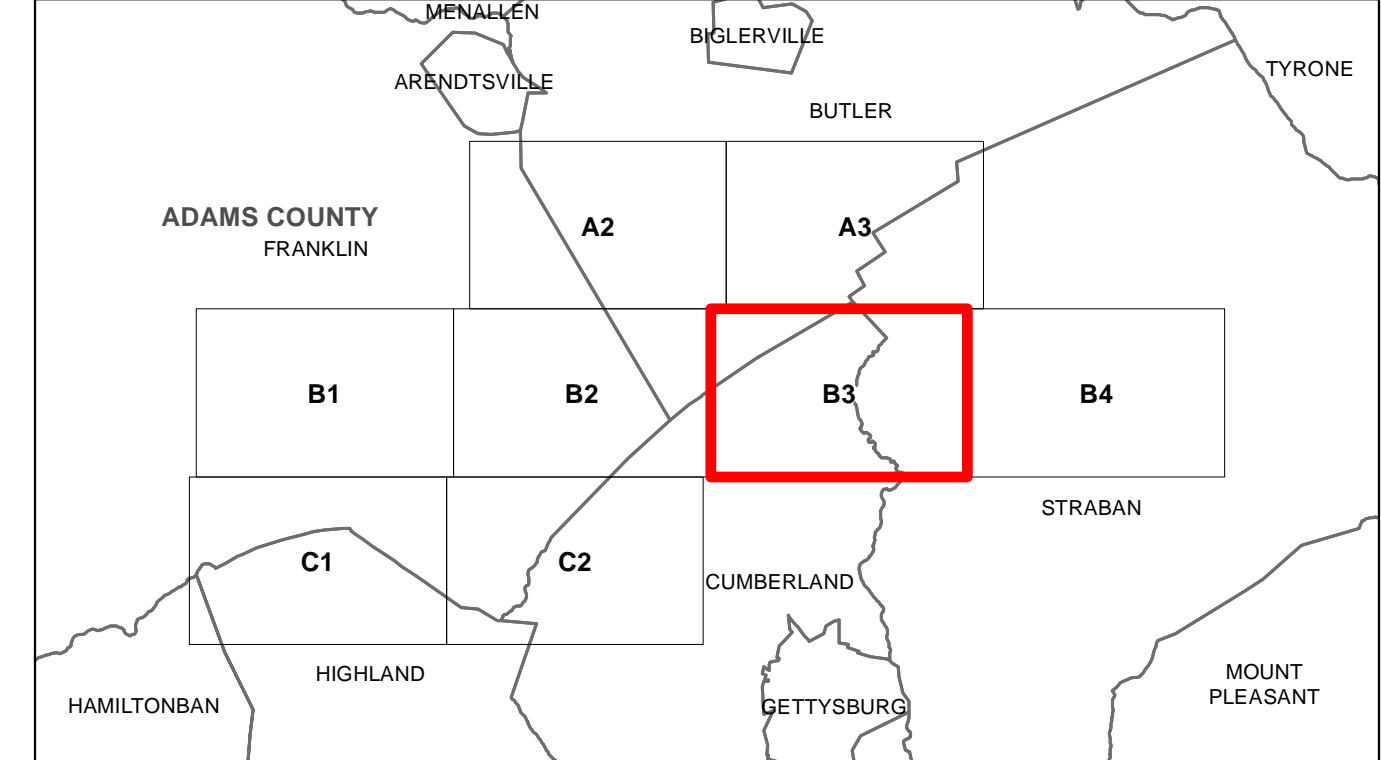 MENALLEN
BIGLERVILLE
TYRONE
ARENDTSVILLE
BUTLER
ADAMS COUNTY
FRANKLIN
A2
A3
B1
B2
B3
B4
STRABAN
C1
C2
CUMBERLAND
HIGHLAND
MOUNT
PLEASANT
HAMILTONBAN
GETTYSBURG